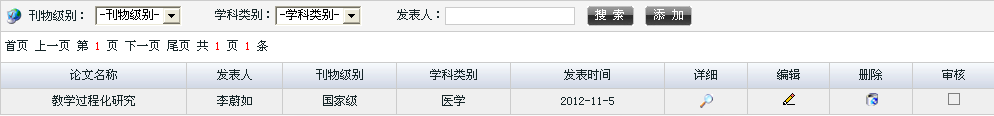 刊物级别： -刊物级别- 学科类别： -学科类别- 发表人： 搜 索 添 加
首页 上一页 第 1 页 下一页 尾页 共 1 页 1 条
论文名称 发表人 刊物级别 学科类别 发表时间 详细 编辑 删除 审核
教学过程化研究 李蔚如 国家级 医学 2012-11-5